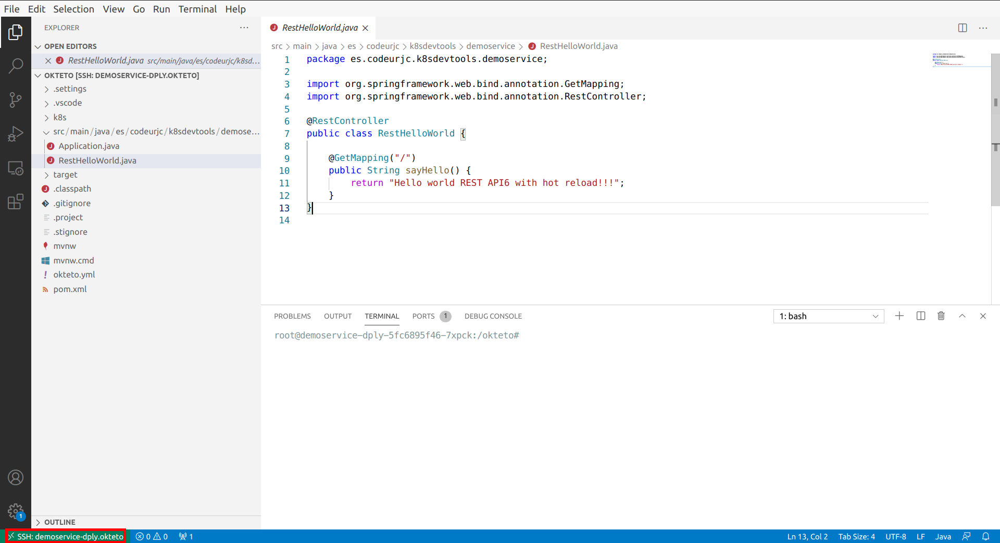 File Edit Selection View Go Run Terminal Help
EXPLORER
OPEN EDITORS
RestHelloWorld.java src/main/java/es/codeurjc/k8sd...
OKTETO [SSH: DEMOSERVICE-DPLY.OKTETO]
.settings
.vscode
k8s
src/main/java/es/codeurjc/k8sdevtools/demose...
Application.java
RestHelloWorld.java
target
.classpath
.gitignore
.project
.stignore
mvnw
mvnw.cmd
okteto.yml
pom.xml
OUTLINE
RestHelloWorld.java
src > main > java > es > codeurjc > k8sdevtools > demoservice > RestHelloWorld.java
1 package es.codeurjc.k8sdevtools.demoservice;
2
3 import org.springframework.web.bind.annotation.GetMapping;
4 import org.springframework.web.bind.annotation.RestController;
5
6 @RestController
7 public class RestHelloWorld {
8
9 @GetMapping("/")
10 public String sayHello() {
11 return "Hello world REST API6 with hot reload!!!";
12 }
13 }
14
PROBLEMS OUTPUT TERMINAL PORTS 1 DEBUG CONSOLE 1: bash
root@demoservice-dply-5fc6895f46-7xpck:/okteto#
1
SSH: demoservice-dply.okteto 0 0 1 Ln 13, Col 2 Tab Size: 4 UTF-8 LF Java